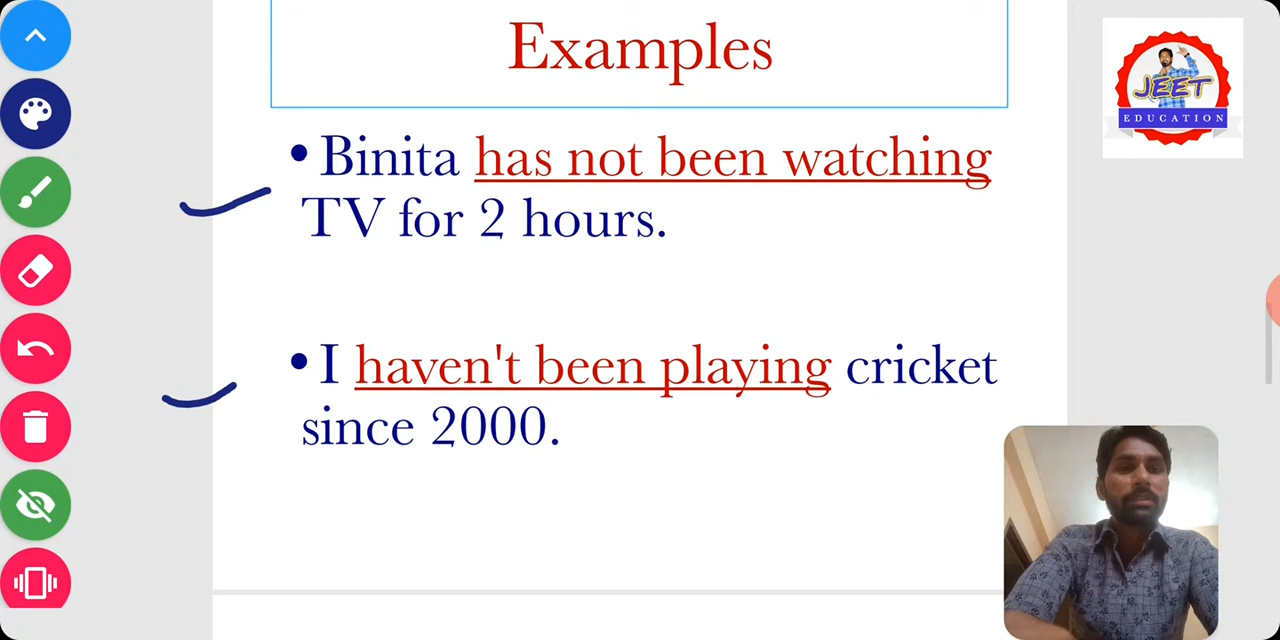 Examples
• Binita has not been watching
TV for 2 hours.
• I haven't been playing cricket
since 2000.
JEET
EDUCATION